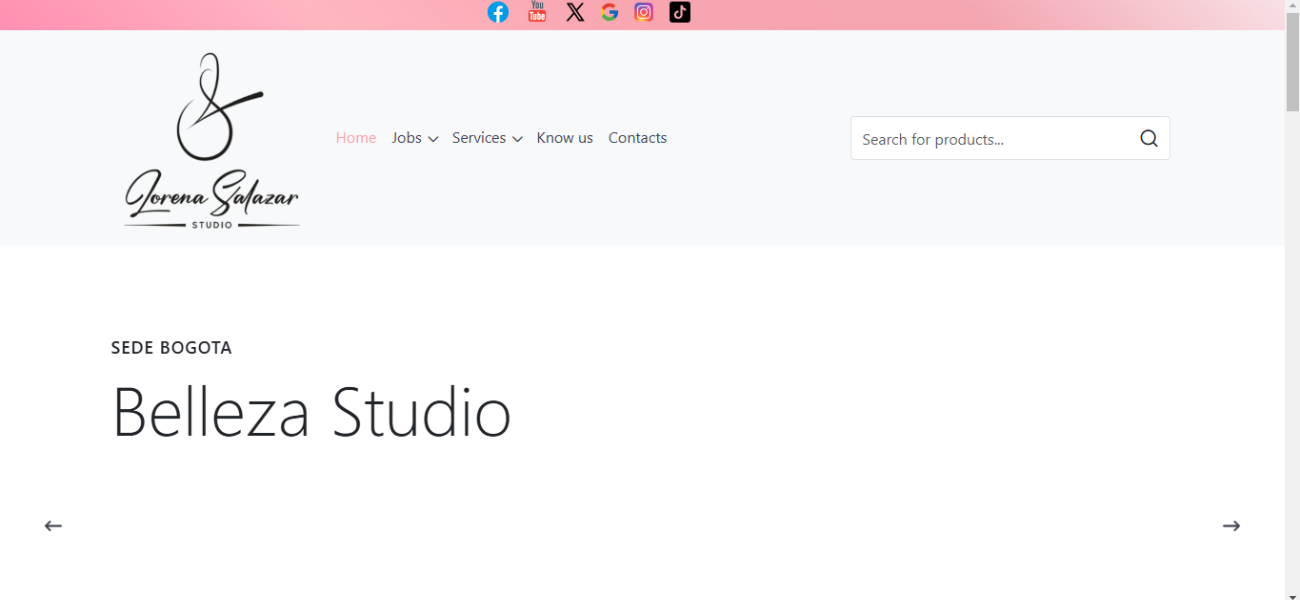 You
Tube
Home Jobs Services Know us Contacts
Search for products...
Lorena Salazar
STUDIO
SEDE BOGOTA
Belleza Studio